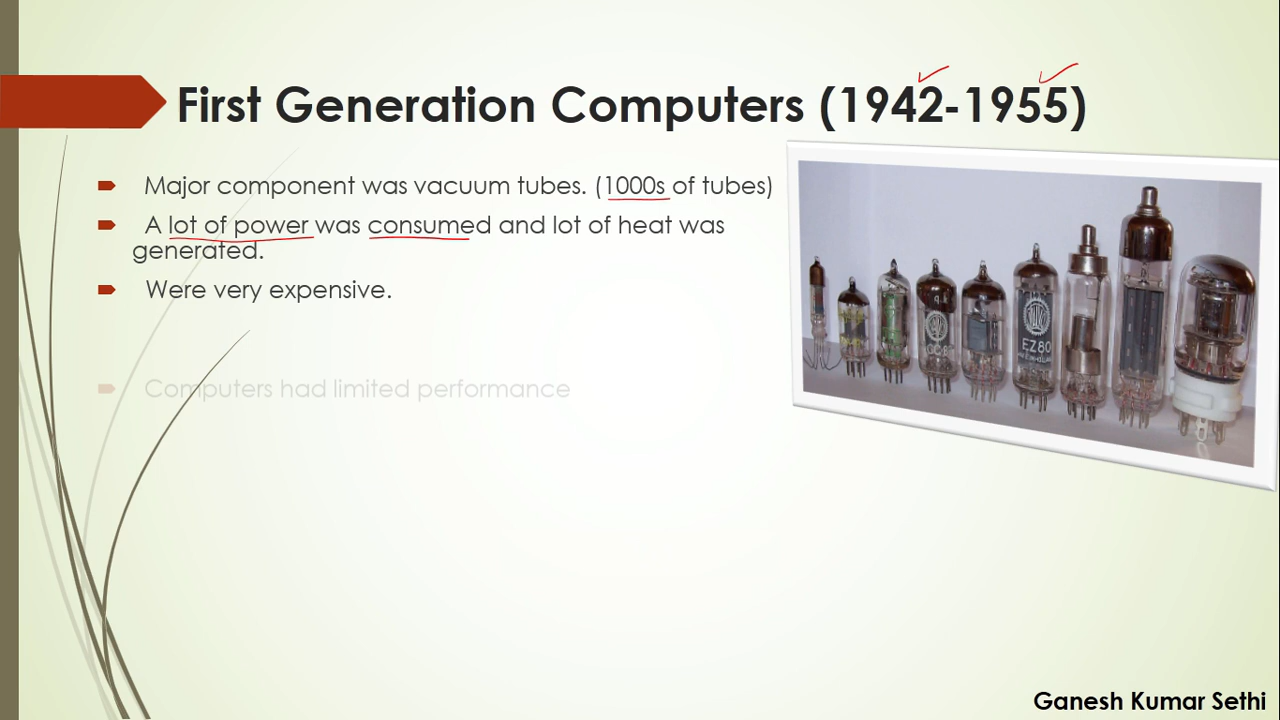 First Generation Computers (1942-1955)
Major component was vacuum tubes. (1000s of tubes)
A lot of power was consumed and lot of heat was
generated.
Were very expensive.
Computers had limited performance
EZ80
Ganesh Kumar Sethi